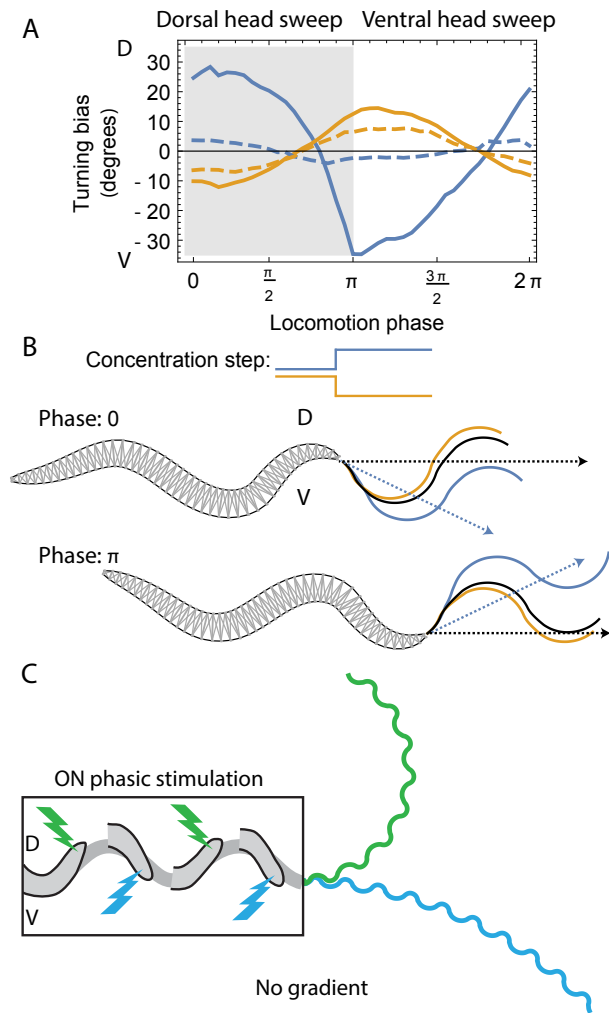 A
Dorsal head sweep
Ventral head sweep
D
30
20
10
0
- 10
- 20
- 30
V
Turning bias
(degrees)
0
π/2
π
3π/2
2 π
Locomotion phase
B
Concentration step:
Phase: 0
D
V
Phase: π
C
ON phasic stimulation
D
V
No gradient